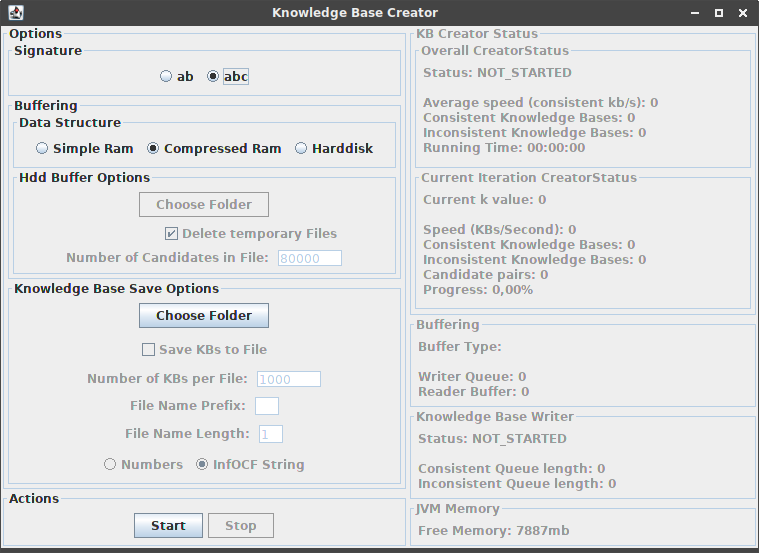 Knowledge Base Creator
Options
Signature
ab
abc
Buffering
Data Structure
Simple Ram
Compressed Ram
Harddisk
Hdd Buffer Options
Choose Folder
Delete temporary Files
Number of Candidates in File: 80000
Knowledge Base Save Options
Choose Folder
Save KBs to File
Number of KBs per File: 1000
File Name Prefix:
File Name Length: 1
Numbers
InfOCF String
Actions
Start
Stop
KB Creator Status
Overall CreatorStatus
Status: NOT_STARTED
Average speed (consistent kb/s): 0
Consistent Knowledge Bases: 0
Inconsistent Knowledge Bases: 0
Running Time: 00:00:00
Current Iteration CreatorStatus
Current k value: 0
Speed (KBs/Second): 0
Consistent Knowledge Bases: 0
Inconsistent Knowledge Bases: 0
Candidate pairs: 0
Progress: 0,00%
Buffering
Buffer Type:
Writer Queue: 0
Reader Buffer: 0
Knowledge Base Writer
Status: NOT_STARTED
Consistent Queue length: 0
Inconsistent Queue length: 0
JVM Memory
Free Memory: 7887mb